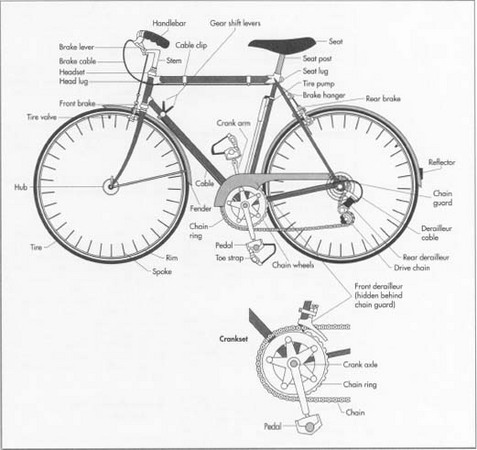 Handlebar
Gear shift levers
Brake lever
Cable clip
Seat
Brake cable
Stem
Seat post
Headset
Seat lug
Head lug
Tire pump
Brake hanger
Front brake
Rear brake
Tire valve
Crank arm
Reflector
Hub
Cable
Chain
guard
Fender
Chain
ring
Derailleur
cable
Tire
Pedal
Rim
Toe strap
Rear derailleur
Spoke
Chain wheels
Drive chain
Front derailleur
(hidden behind
chain guard)
Crankset
Crank axle
Chain ring
Chain
Pedal